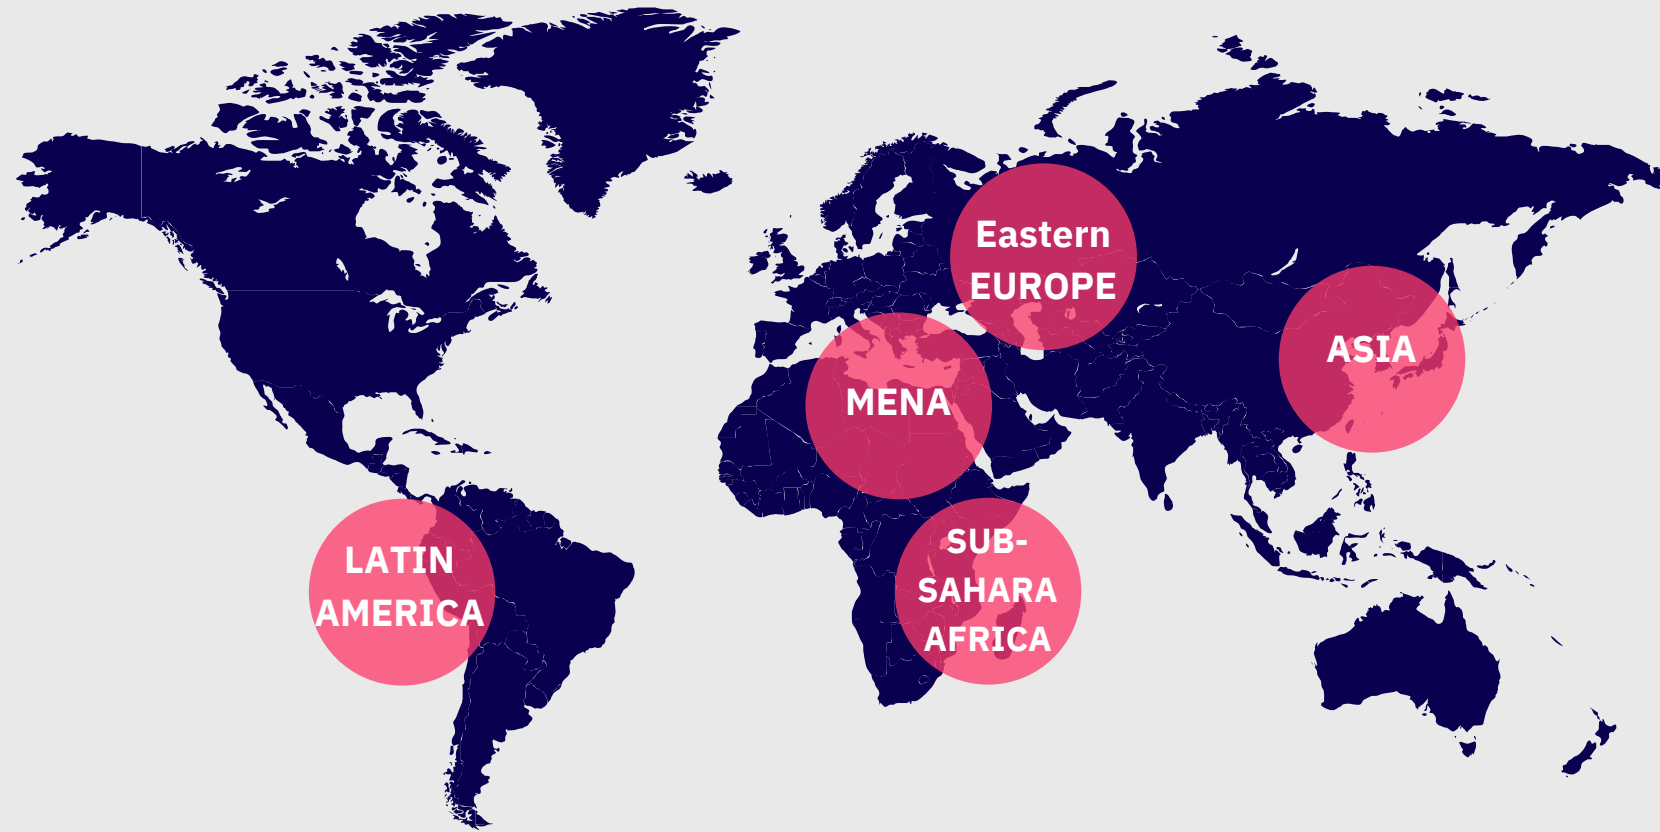 Eastern
EUROPE
ASIA
MENA
LATIN
AMERICA
SUB-
SAHARA
AFRICA